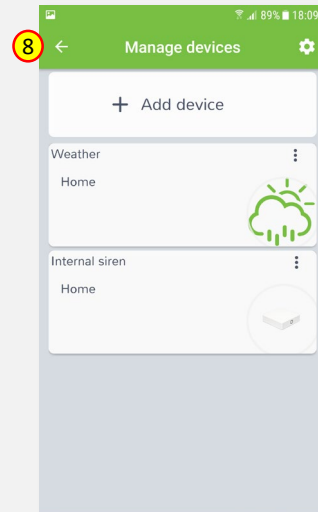 89% 18:09
8
Manage devices
+ Add device
Weather
Home
Internal siren
Home